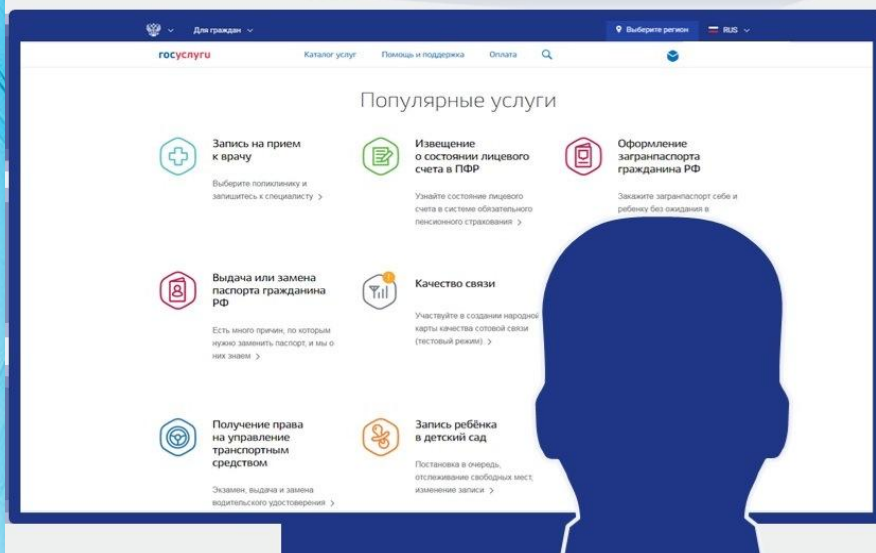 Для граждан
Выберите регион
RUS
госуслуги
Каталог услуг
Помощь и поддержка
Оплата
Популярные услуги
Запись на прием
к врачу
Выберите поликлинику и
запишитесь к специалисту >
Извещение
о состоянии лицевого
счета в ПФР
Узнайте состояние лицевого
счета в системе обязательного
пенсионного страхования >
Оформление
загранпаспорта
гражданина РФ
Закажите загранпаспорт себе и
ребенку без ожидания в
Выдача или замена
паспорта гражданина
РФ
Есть много причин, по которым
нужно заменить паспорт, и мы о
них знаем >
Качество связи
Участвуйте в создании народной
карты качества сотовой связи
(тестовый режим) >
Получение права
на управление
транспортным
средством
Экзамен, выдача и замена
водительского удостоверения >
Запись ребёнка
в детский сад
Постановка в очередь,
отслеживание свободных мест,
изменение записи >